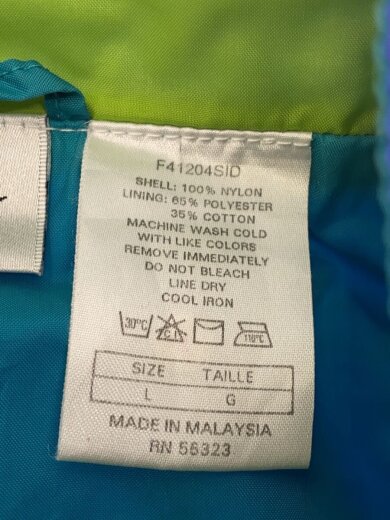 F41204SID
SHELL: 100% NYLON
LINING: 65% POLYESTER
35% COTTON
MACHINE WASH COLD
WITH LIKE COLORS
REMOVE IMMEDIATELY
DO NOT BLEACH
LINE DRY
COOL IRON
30°C CL 110°C
SIZE TAILLE
L G
MADE IN MALAYSIA
RN 56323